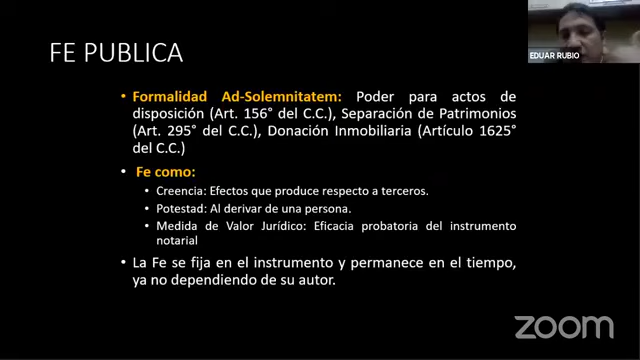 EDUAR RUBIO
FE PUBLICA
• Formalidad Ad-Solemnitatem: Poder para actos de
disposición (Art. 156° del C.C.), Separación de Patrimonios
(Art. 295° del C.C.), Donación Inmobiliaria (Artículo 1625°
del C.C.)
• Fe como:
• Creencia: Efectos que produce respecto a terceros.
• Potestad: Al derivar de una persona.
• Medida de Valor Jurídico: Eficacia probatoria del instrumento
notarial
• La Fe se fija en el instrumento y permanece en el tiempo,
ya no dependiendo de su autor.
zoom